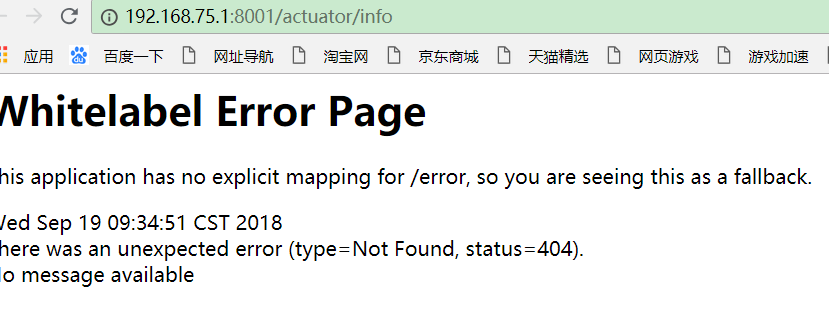 192.168.75.1:8001/actuator/info
应用 百度一下 网址导航 淘宝网 京东商城 天猫精选 网页游戏 游戏加速
Whitelabel Error Page
his application has no explicit mapping for /error, so you are seeing this as a fallback.
Wed Sep 19 09:34:51 CST 2018
here was an unexpected error (type=Not Found, status=404).
No message available